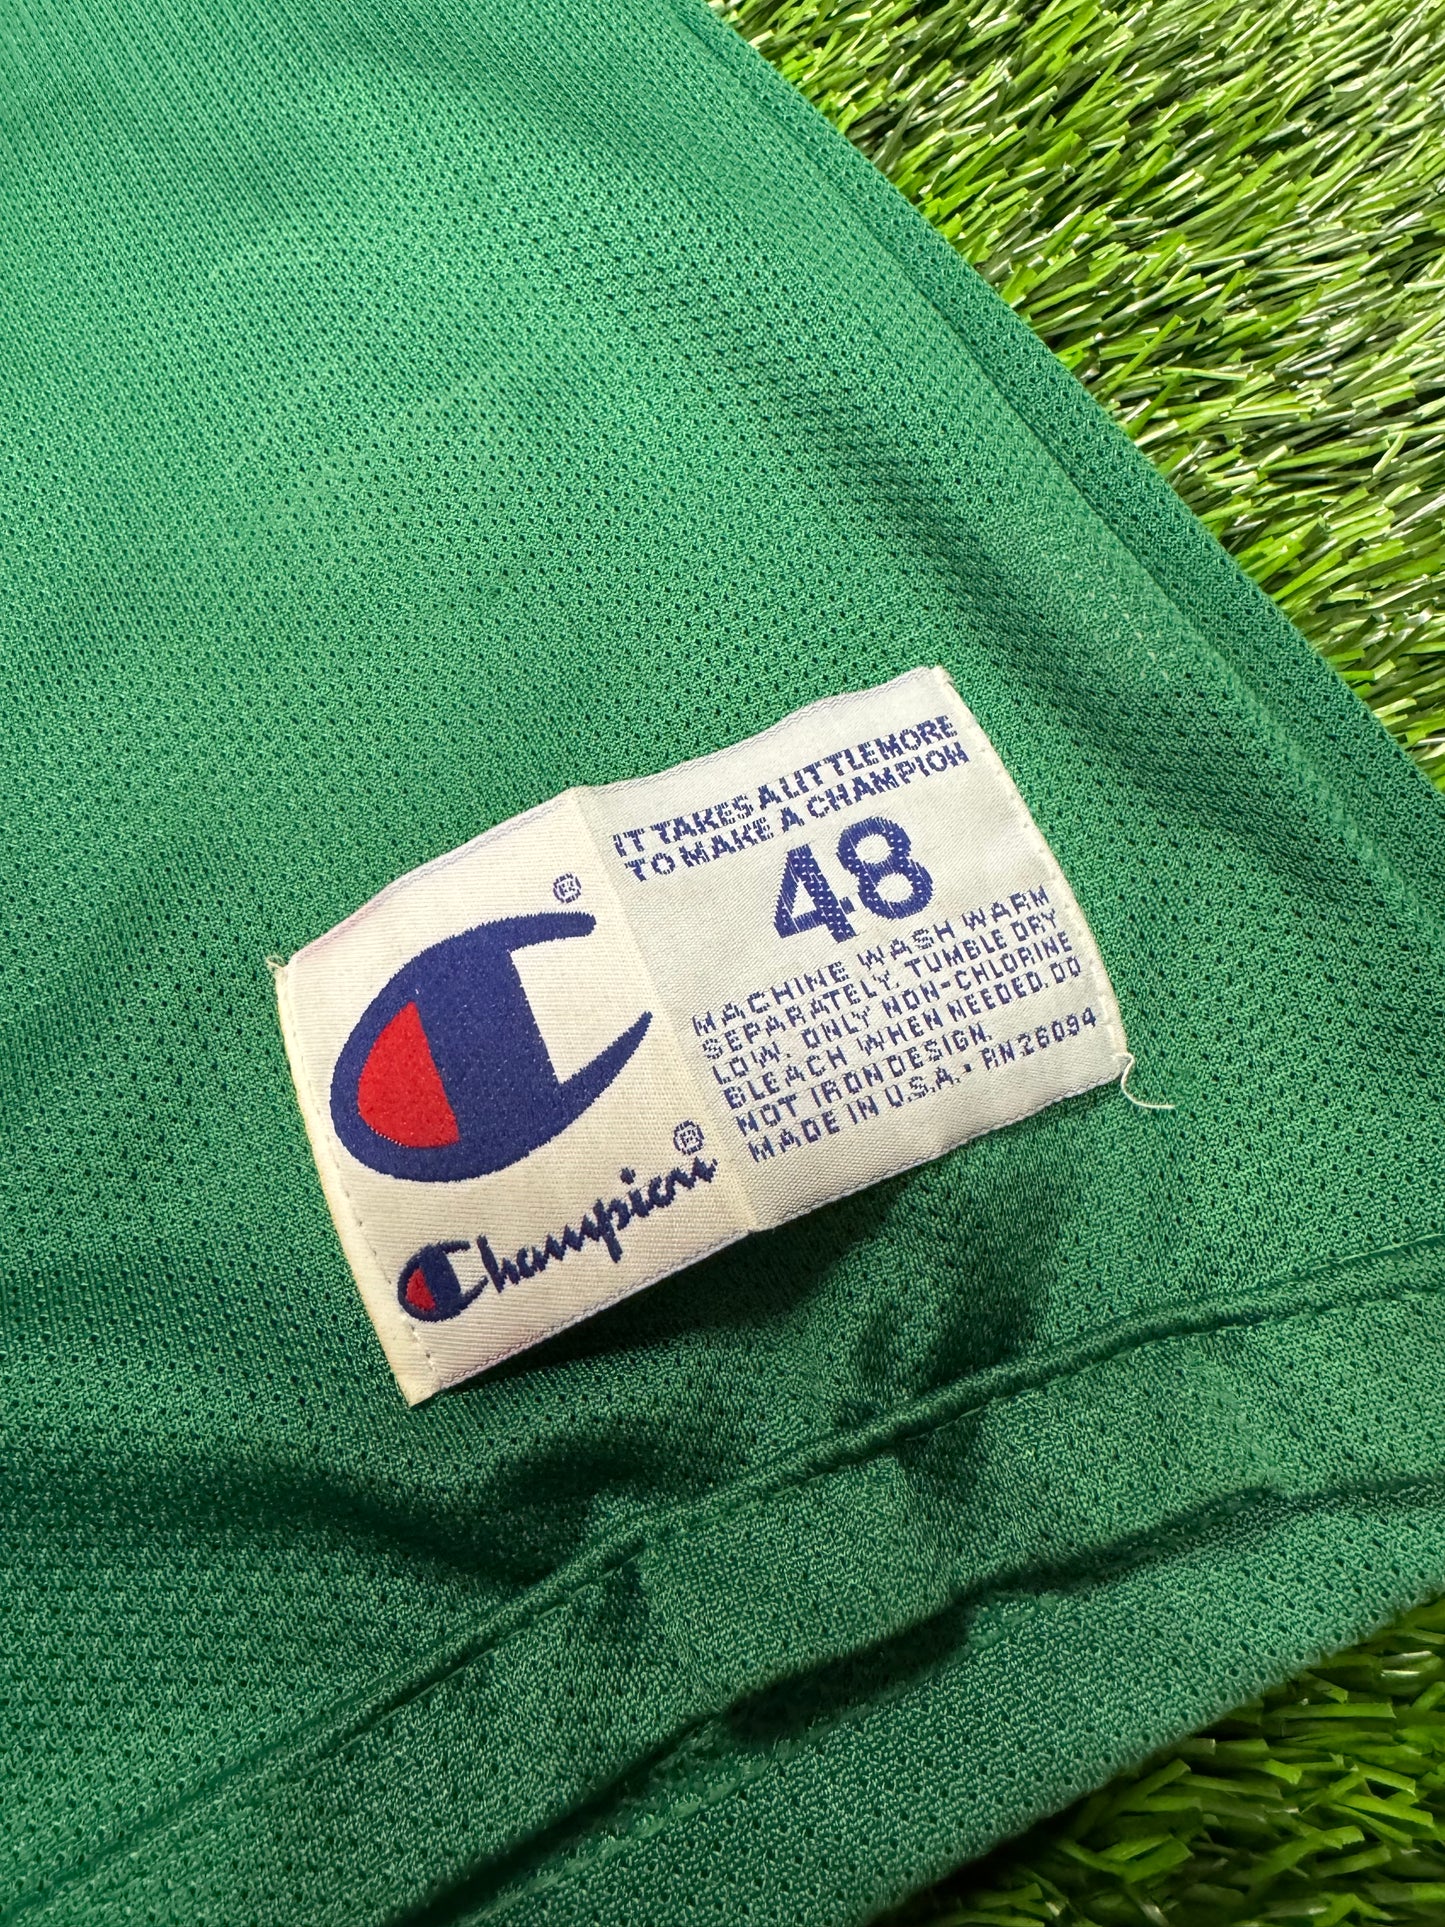 ®
®
Champion
IT TAKES A LITTLE MORE
TO MAKE A CHAMPION
48
MACHINE WASH WARM
SEPARATELY, TUMBLE DRY
LOW. ONLY NON-CHLORINE
BLEACH WHEN NEEDED. DO
NOT IRON DESIGN.
MADE IN U.S.A. • RN 26094